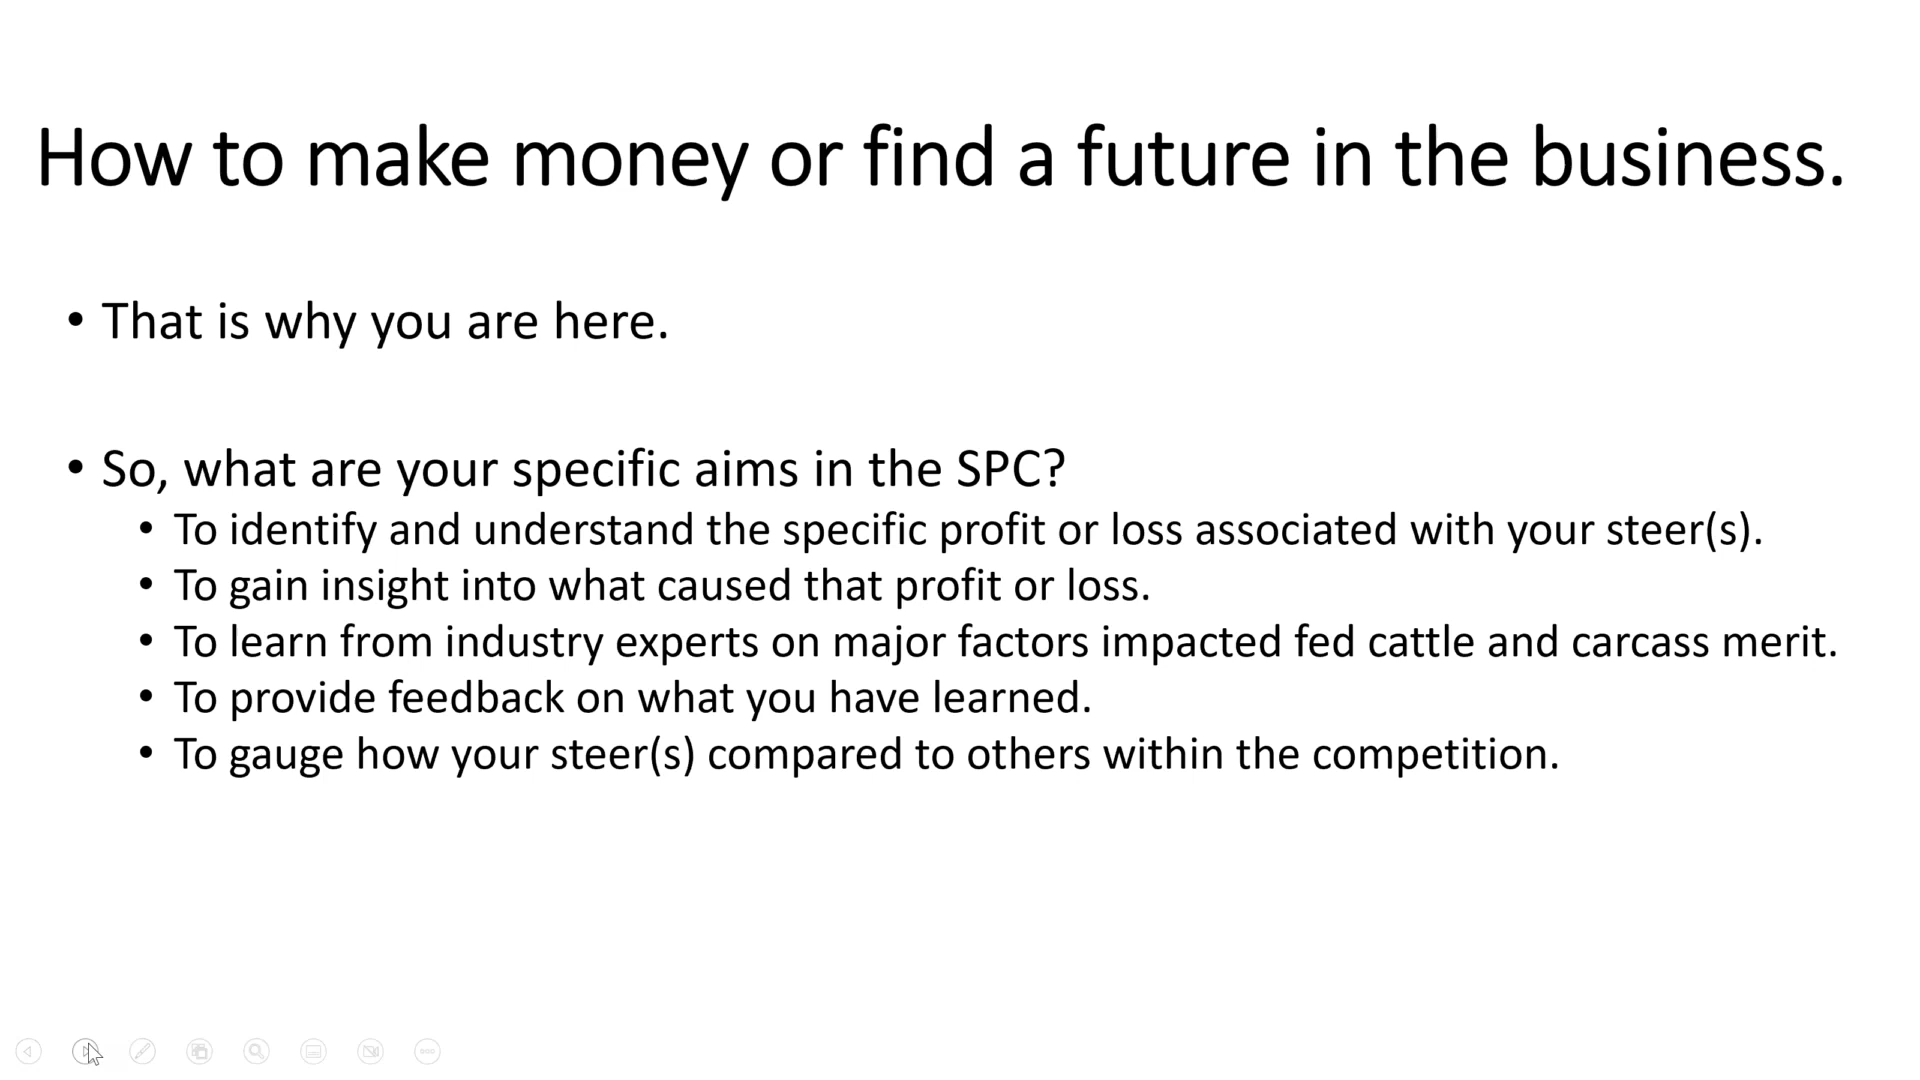 How to make money or find a future in the business.
• That is why you are here.
• So, what are your specific aims in the SPC?
• To identify and understand the specific profit or loss associated with your steer(s).
• To gain insight into what caused that profit or loss.
• To learn from industry experts on major factors impacted fed cattle and carcass merit.
• To provide feedback on what you have learned.
• To gauge how your steer(s) compared to others within the competition.